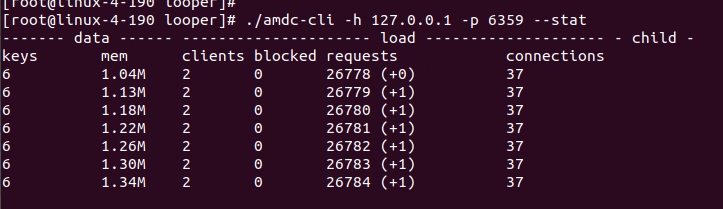 [root@linux-4-190 looper]#
[root@linux-4-190 looper]# ./amdc-cli -h 127.0.0.1 -p 6359 --stat
------- data ------ --------------------- load -------------------- - child -
keys       mem      clients blocked requests            connections
6          1.04M    2       0       26778 (+0)          37
6          1.13M    2       0       26779 (+1)          37
6          1.18M    2       0       26780 (+1)          37
6          1.22M    2       0       26781 (+1)          37
6          1.26M    2       0       26782 (+1)          37
6          1.30M    2       0       26783 (+1)          37
6          1.34M    2       0       26784 (+1)          37